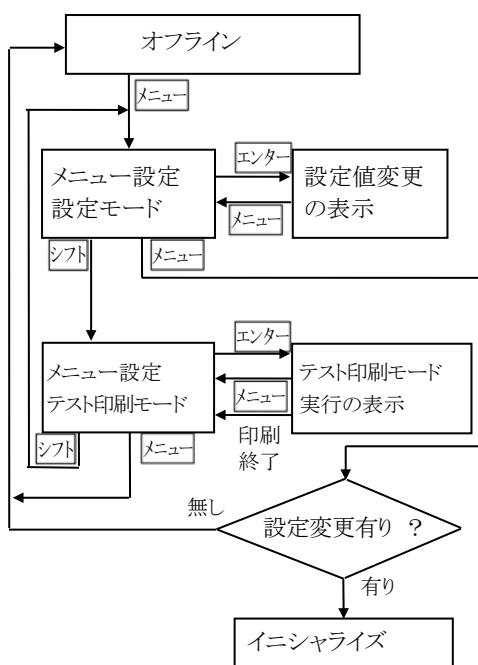 オフライン
メニュー
メニュー設定
設定モード
エンター
メニュー
設定値変更
の表示
シフト
メニュー
メニュー設定
テスト印刷モード
エンター
メニュー
印刷
終了
テスト印刷モード
実行の表示
シフト
メニュー
無し
設定変更有り ?
有り
イニシャライズ